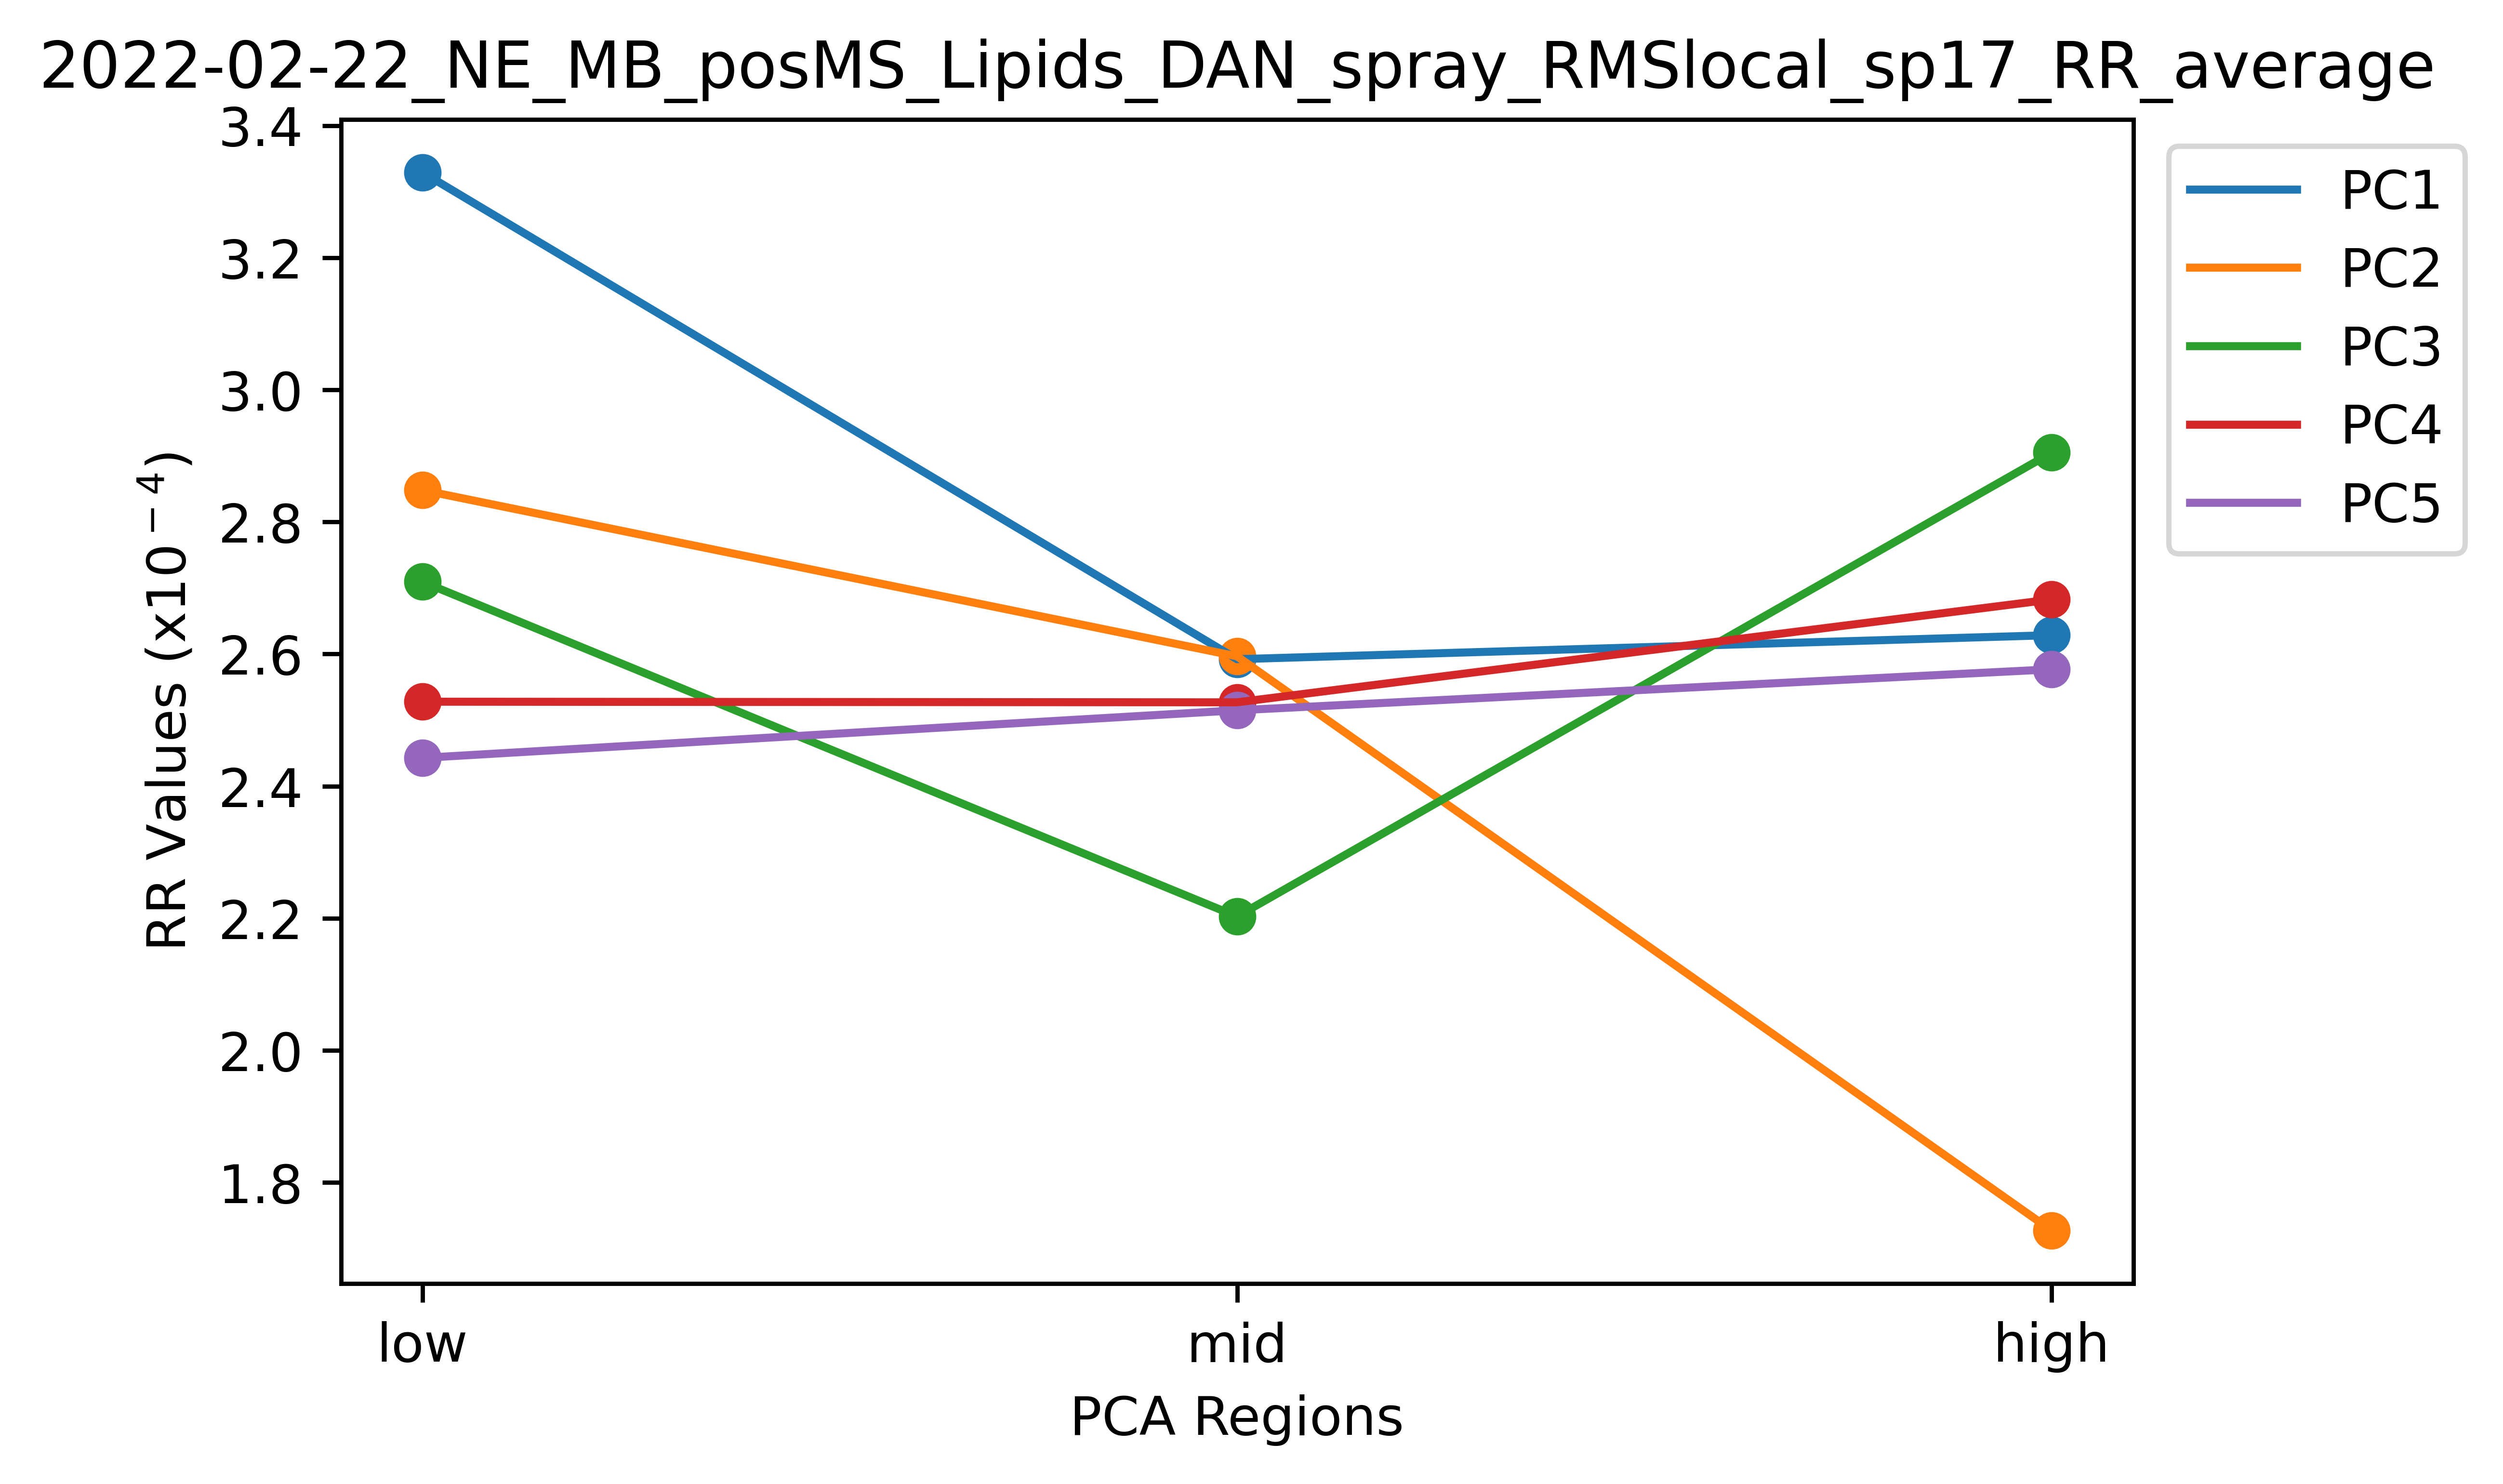 2022-02-22_NE_MB_posMS_Lipids_DAN_spray_RMSlocal_sp17_RR_average
3.4
3.2
3.0
2.8
2.6
2.4
2.2
2.0
1.8
RR Values (x10⁻⁴)
low
mid
high
PCA Regions
PC1
PC2
PC3
PC4
PC5